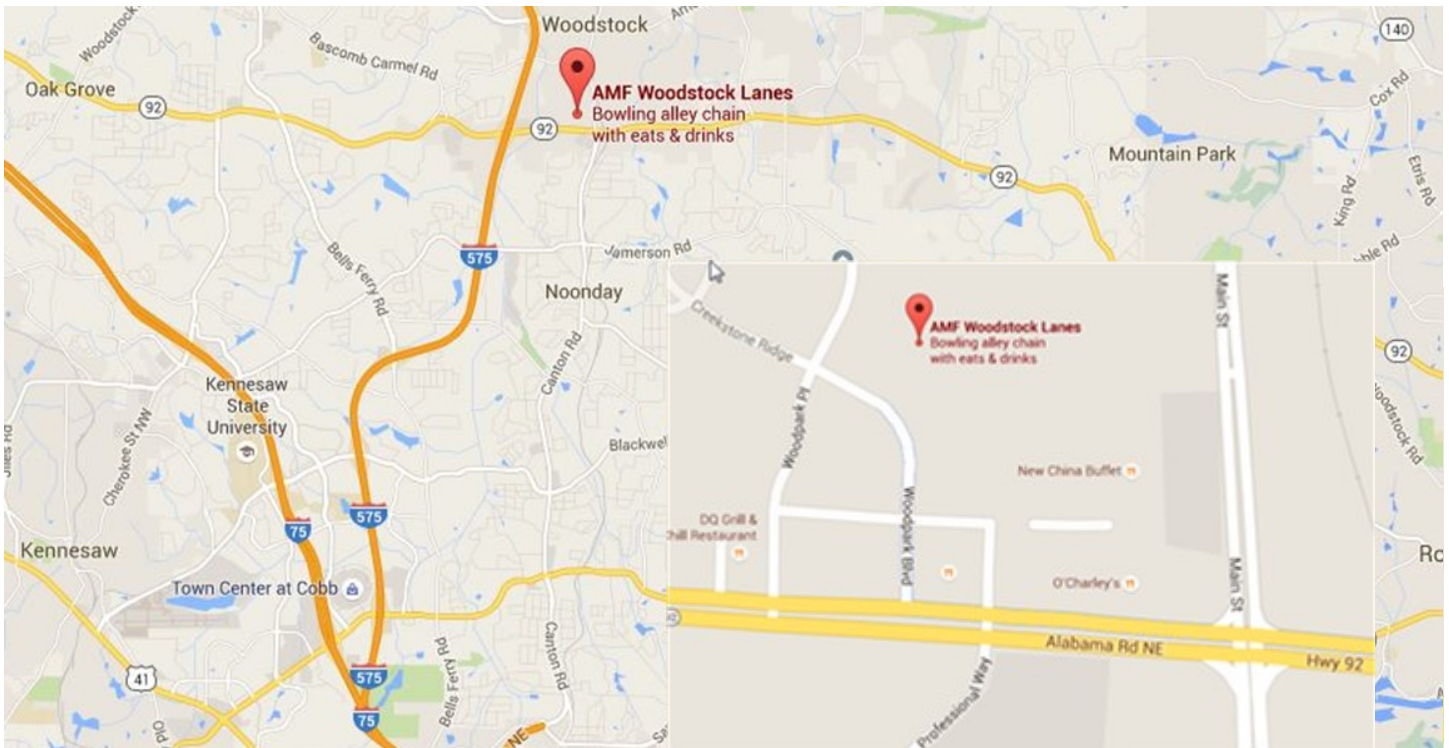 Woodstock
Woodstock
140
Bascomb Carmel Rd
Oak Grove
92
AMF Woodstock Lanes
Bowling alley chain
with eats & drinks
92
Cox Rd
Mountain Park
92
Etris Rd
King Rd
Bells Ferry Rd
575
Jamerson Rd
Noonday
Canton Rd
Kennesaw
State
University
Cherokee St NW
Blackwel
75
575
Kennesaw
Town Center at Cobb
41
575
75
Bells Ferry Rd
Canton Rd
NE
Creekstone Ridge
AMF Woodstock Lanes
Bowling alley chain
with eats & drinks
Main St
Woodpark Pl
New China Buffet
DQ Grill &
hill Restaurant
Woodpark Blvd
O'Charley's
Main St
Alabama Rd NE
Hwy 92
Professional Way
92
oodstock Rd
Ro